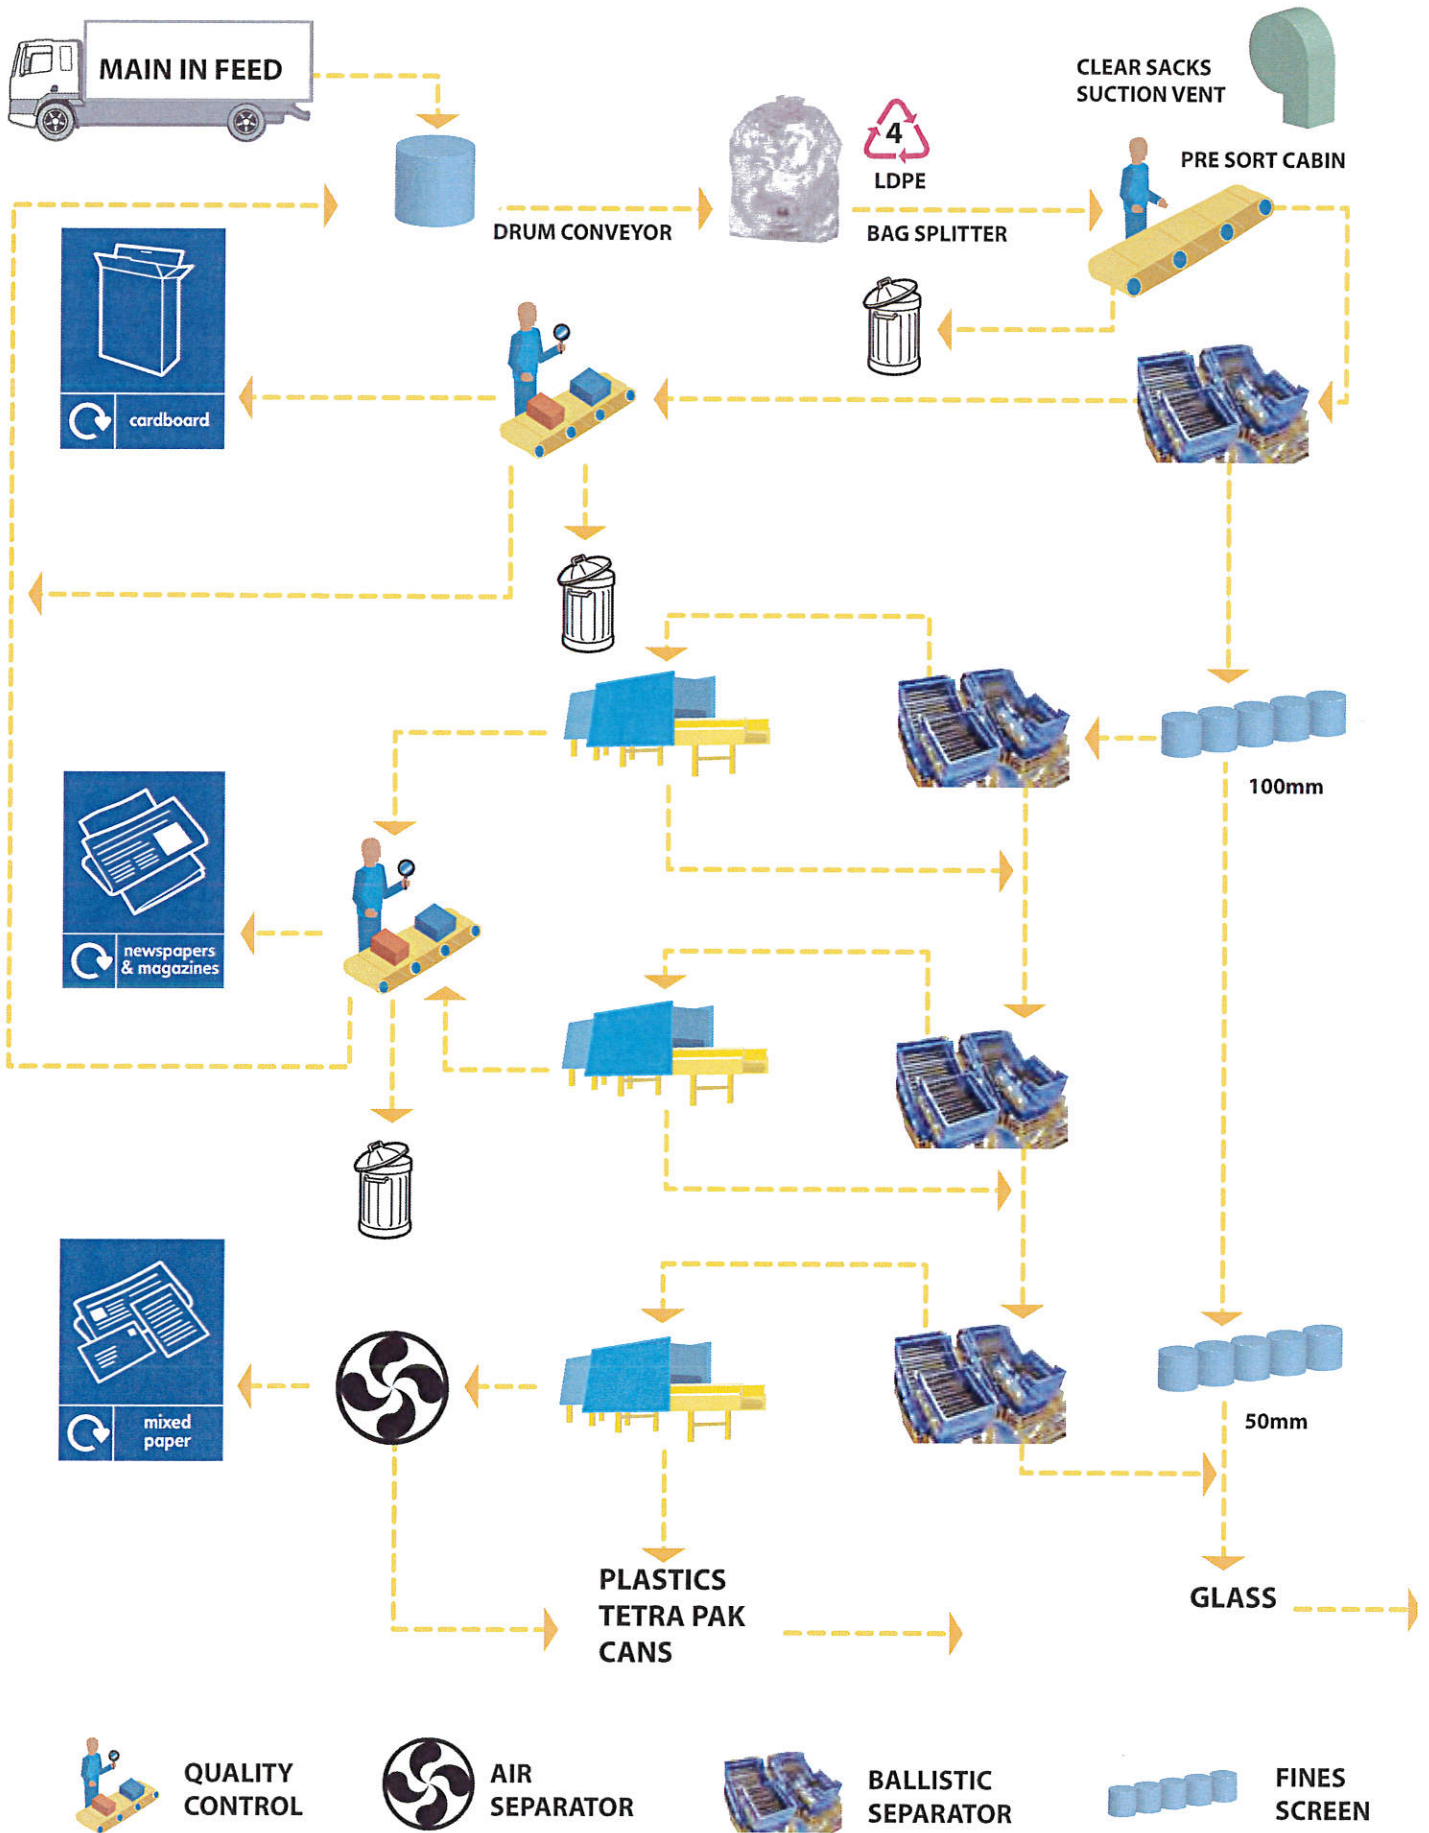 MAIN IN FEED
CLEAR SACKS
SUCTION VENT
4
LDPE
PRE SORT CABIN
DRUM CONVEYOR
BAG SPLITTER
cardboard
100mm
newspapers
& magazines
mixed
paper
50mm
PLASTICS
TETRA PAK
CANS
GLASS
QUALITY
CONTROL
AIR
SEPARATOR
BALLISTIC
SEPARATOR
FINES
SCREEN